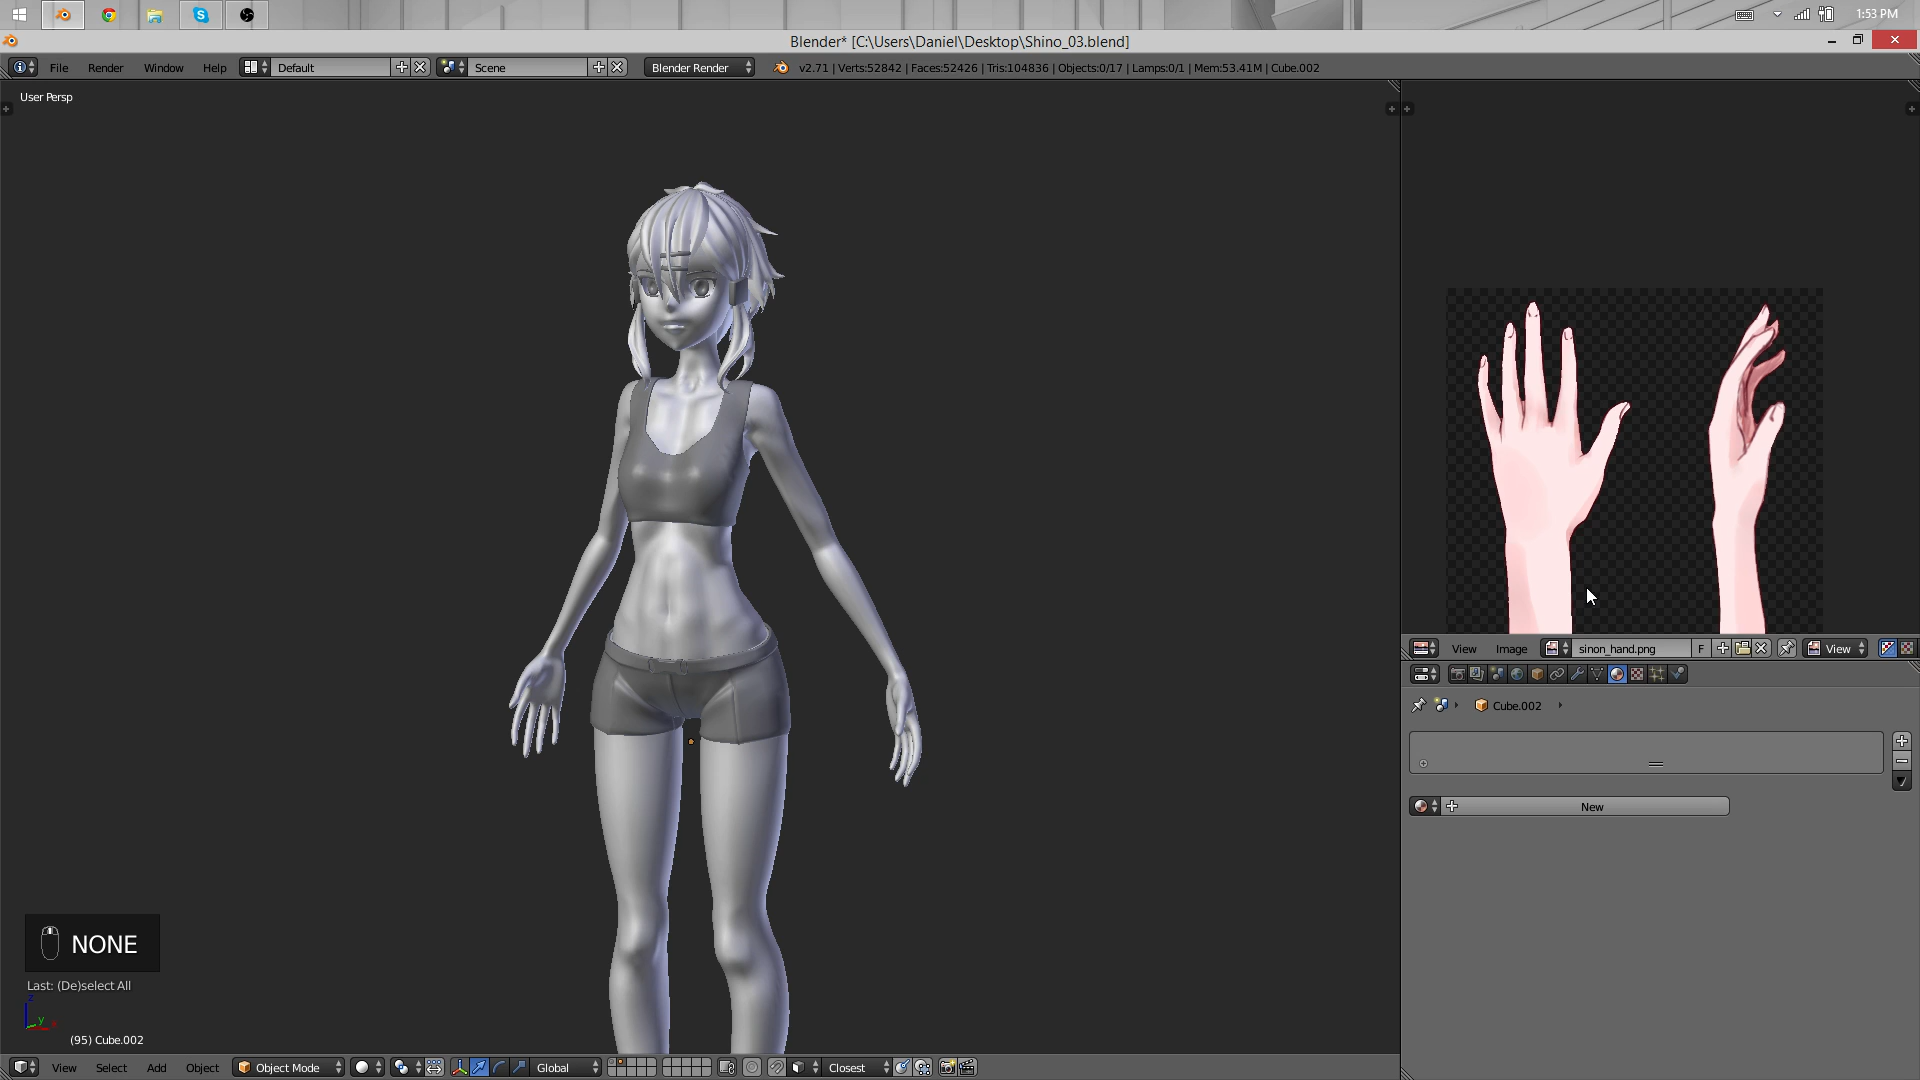 1:53 PM
Blender* [C:\Users\Daniel\Desktop\Shino_03.blend]
File Render Window Help Default Scene Blender Render v2.71 | Verts:52842 | Faces:52426 | Tris:104836 | Objects:0/17 | Lamps:0/1 | Mem:53.41M | Cube.002
User Persp
View Image sinon_hand.png F View
Cube.002
New
NONE
Last: (De)select All
z
y
x
(95) Cube.002
View Select Add Object Object Mode Global Closest